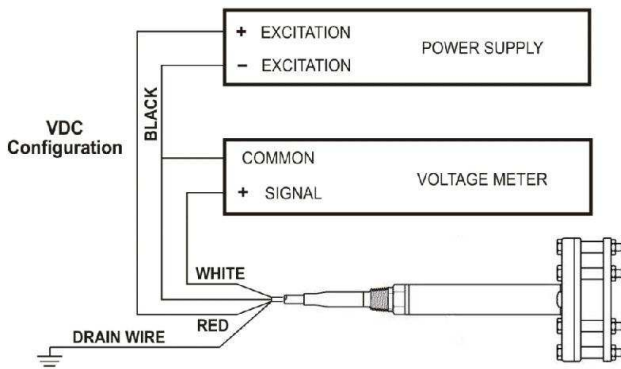 + EXCITATION
POWER SUPPLY
− EXCITATION
BLACK
VDC
Configuration
COMMON
VOLTAGE METER
+ SIGNAL
WHITE
RED
DRAIN WIRE